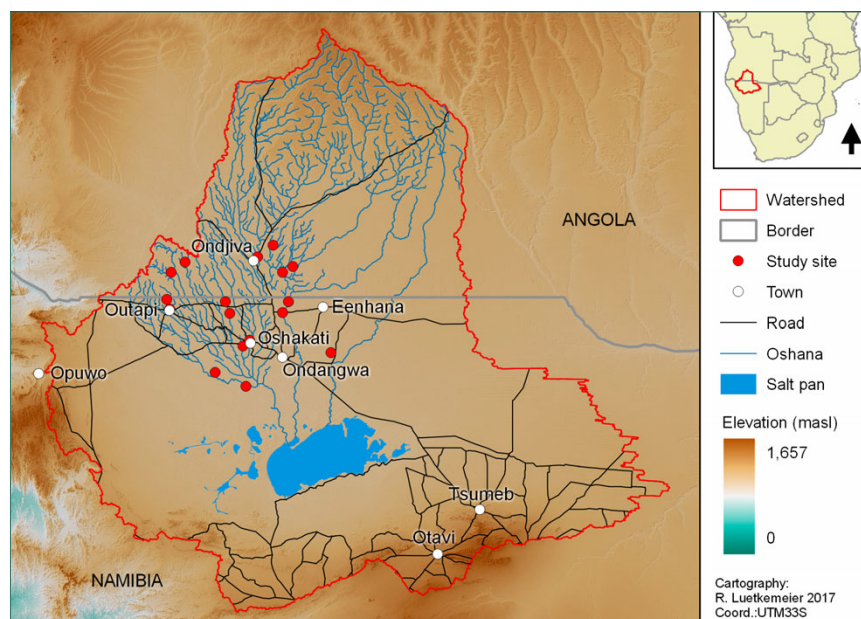 ANGOLA
Ondjiva
Outapi
Eenhana
Oshakati
Ondangwa
Opuwo
Tsumeb
Otavi
NAMIBIA
Watershed
Border
Study site
Town
Road
Oshana
Salt pan
Elevation (masl)
1,657
0
Cartography:
R. Luetkemeier 2017
Coord.:UTM33S